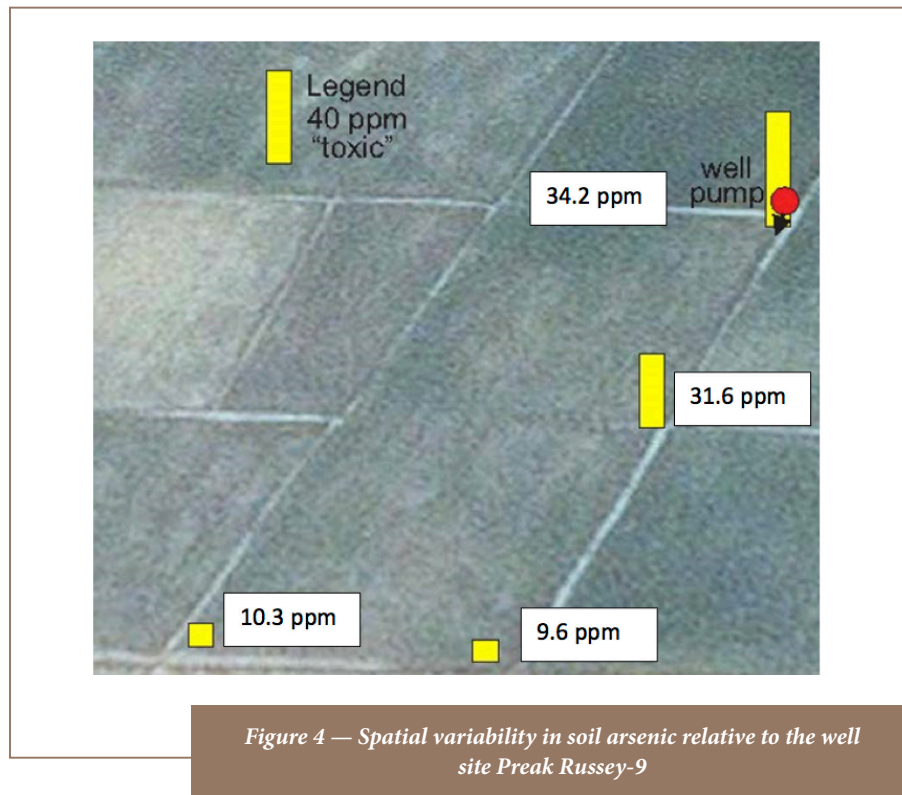 Legend
40 ppm
"toxic"
well
pump
34.2 ppm
31.6 ppm
10.3 ppm
9.6 ppm
Figure 4 — Spatial variability in soil arsenic relative to the well
site Preak Russey-9